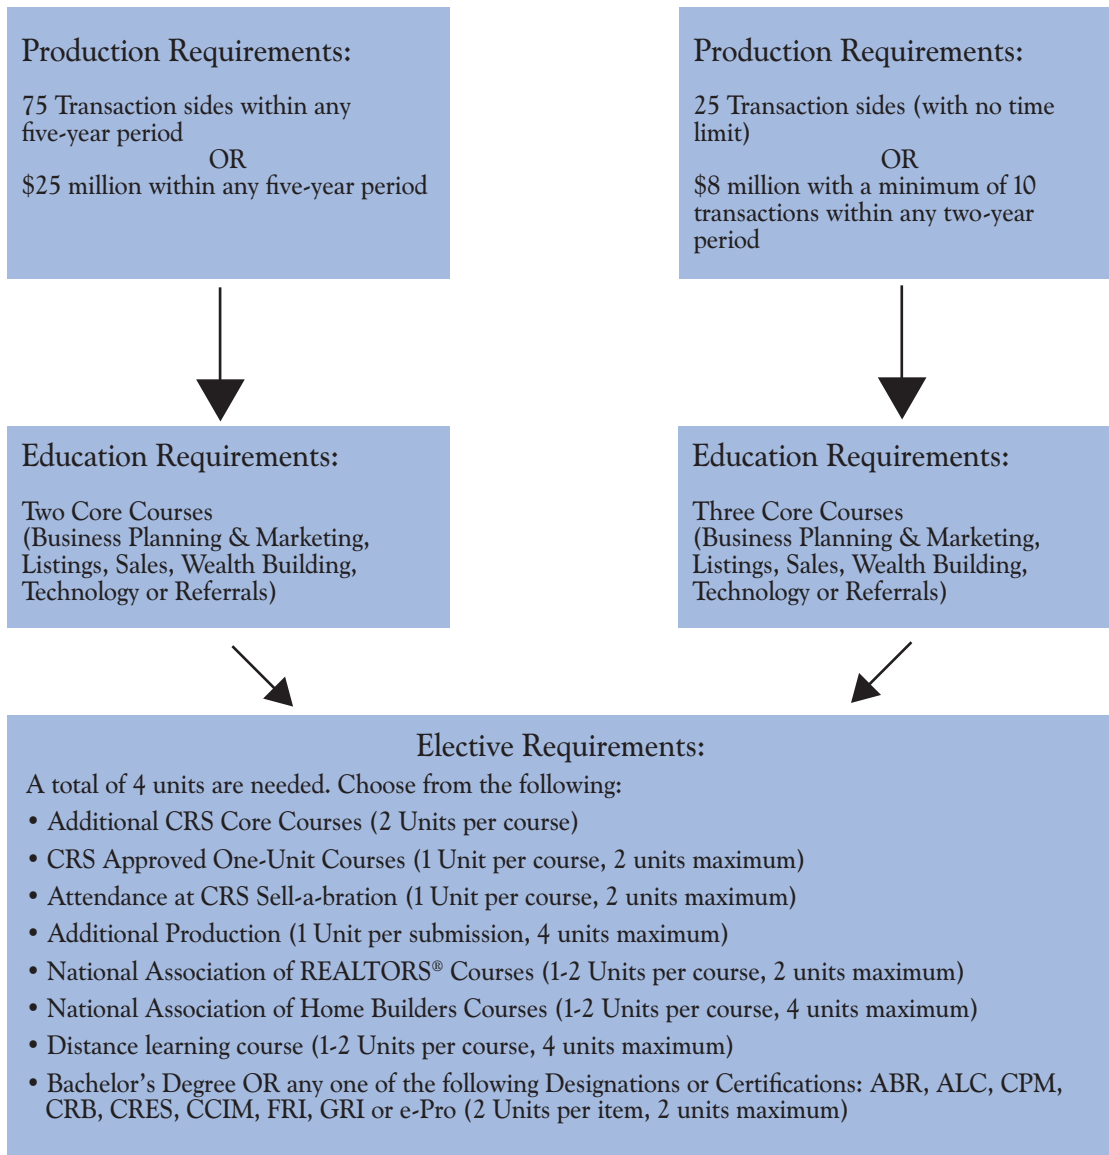 Production Requirements:
75 Transaction sides within any
five-year period
OR
$25 million within any five-year period
Production Requirements:
25 Transaction sides (with no time
limit)
OR
$8 million with a minimum of 10
transactions within any two-year
period
Education Requirements:
Two Core Courses
(Business Planning & Marketing,
Listings, Sales, Wealth Building,
Technology or Referrals)
Education Requirements:
Three Core Courses
(Business Planning & Marketing,
Listings, Sales, Wealth Building,
Technology or Referrals)
Elective Requirements:
A total of 4 units are needed. Choose from the following:
• Additional CRS Core Courses (2 Units per course)
• CRS Approved One-Unit Courses (1 Unit per course, 2 units maximum)
• Attendance at CRS Sell-a-bration (1 Unit per course, 2 units maximum)
• Additional Production (1 Unit per submission, 4 units maximum)
• National Association of REALTORS® Courses (1-2 Units per course, 2 units maximum)
• National Association of Home Builders Courses (1-2 Units per course, 4 units maximum)
• Distance learning course (1-2 Units per course, 4 units maximum)
• Bachelor's Degree OR any one of the following Designations or Certifications: ABR, ALC, CPM,
CRB, CRES, CCIM, FRI, GRI or e-Pro (2 Units per item, 2 units maximum)